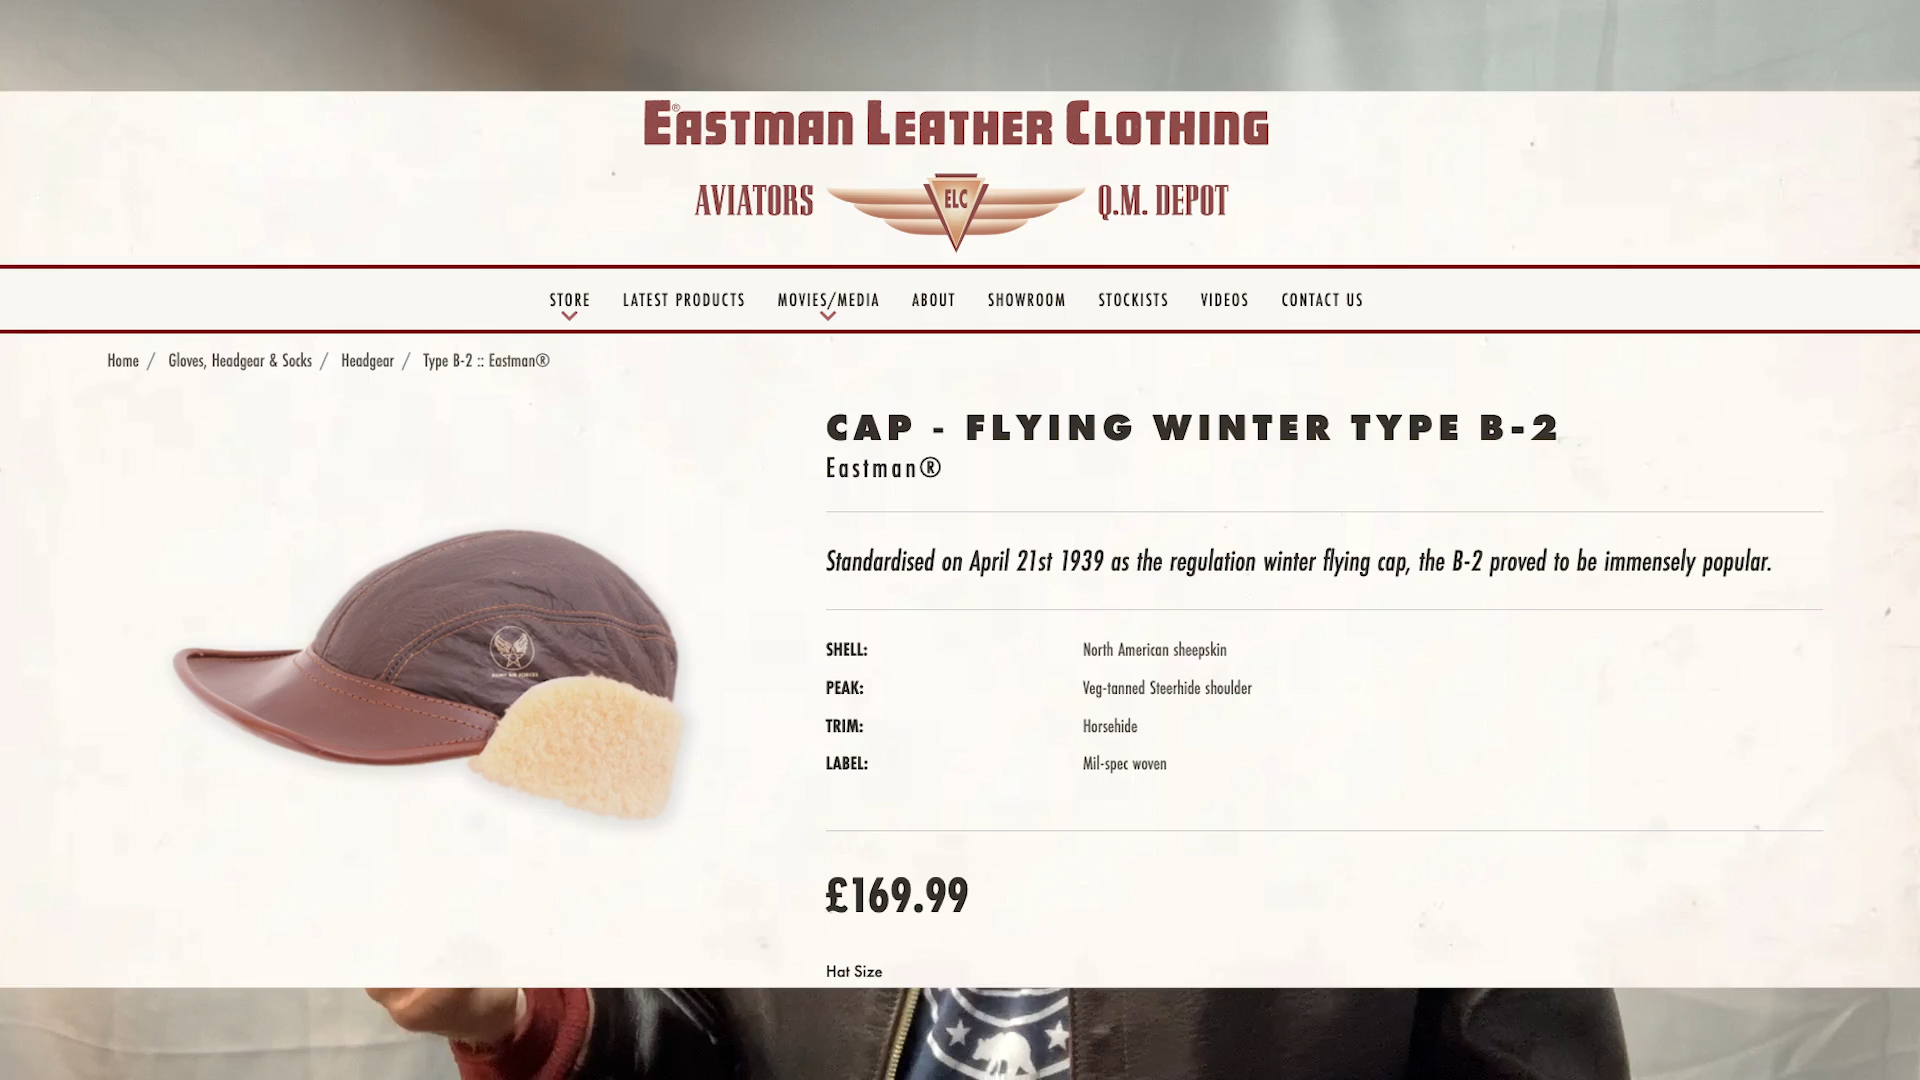 EASTMAN LEATHER CLOTHING
®
AVIATORS
ELC
Q.M. DEPOT
STORE
LATEST PRODUCTS
MOVIES/MEDIA
ABOUT
SHOWROOM
STOCKISTS
VIDEOS
CONTACT US
Home / Gloves, Headgear & Socks / Headgear / Type B-2 :: Eastman®
CAP - FLYING WINTER TYPE B-2
Eastman®
Standardised on April 21st 1939 as the regulation winter flying cap, the B-2 proved to be immensely popular.
SHELL: North American sheepskin
PEAK: Veg-tanned Steerhide shoulder
TRIM: Horsehide
LABEL: Mil-spec woven
ARMY AIR FORCES
£169.99
Hat Size